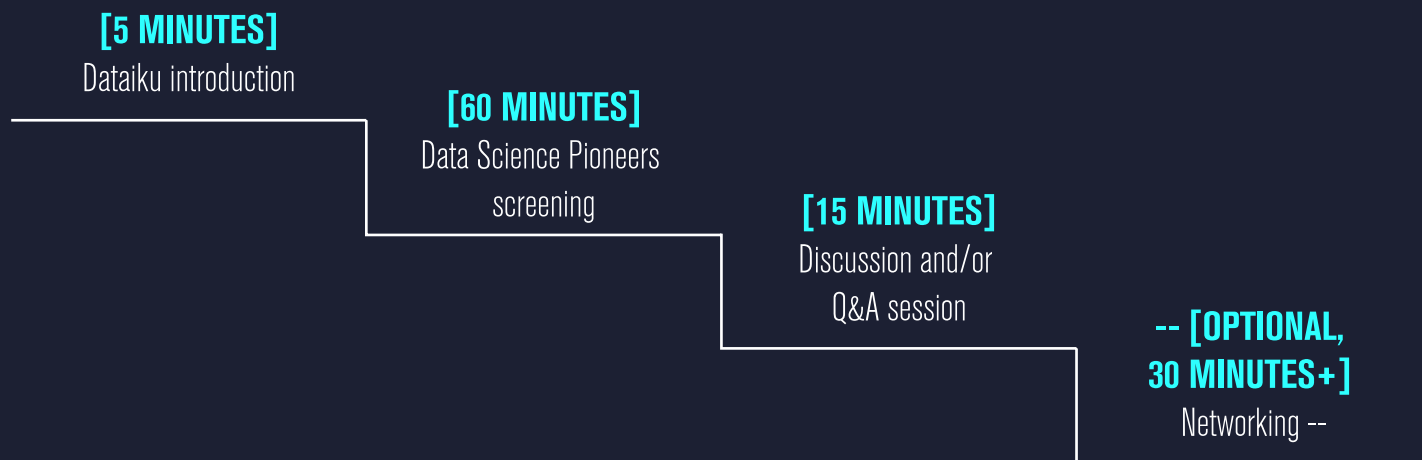 [5 MINUTES]
Dataiku introduction
[60 MINUTES]
Data Science Pioneers
screening
[15 MINUTES]
Discussion and/or
Q&A session
-- [OPTIONAL,
30 MINUTES+]
Networking --